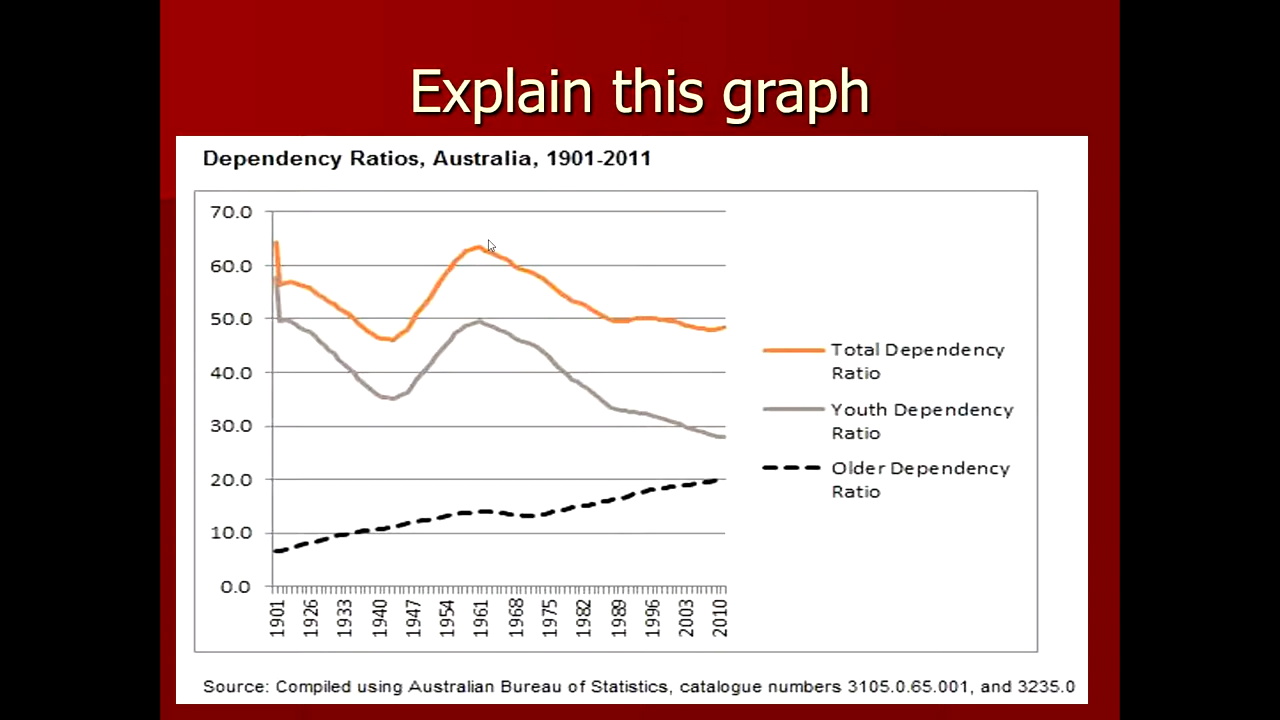 Explain this graph
Dependency Ratios, Australia, 1901-2011
70.0
60.0
50.0
40.0
30.0
20.0
10.0
0.0
1901
1926
1933
1940
1947
1954
1961
1968
1975
1982
1989
1996
2003
2010
Total Dependency
Ratio
Youth Dependency
Ratio
Older Dependency
Ratio
Source: Compiled using Australian Bureau of Statistics, catalogue numbers 3105.0.65.001, and 3235.0